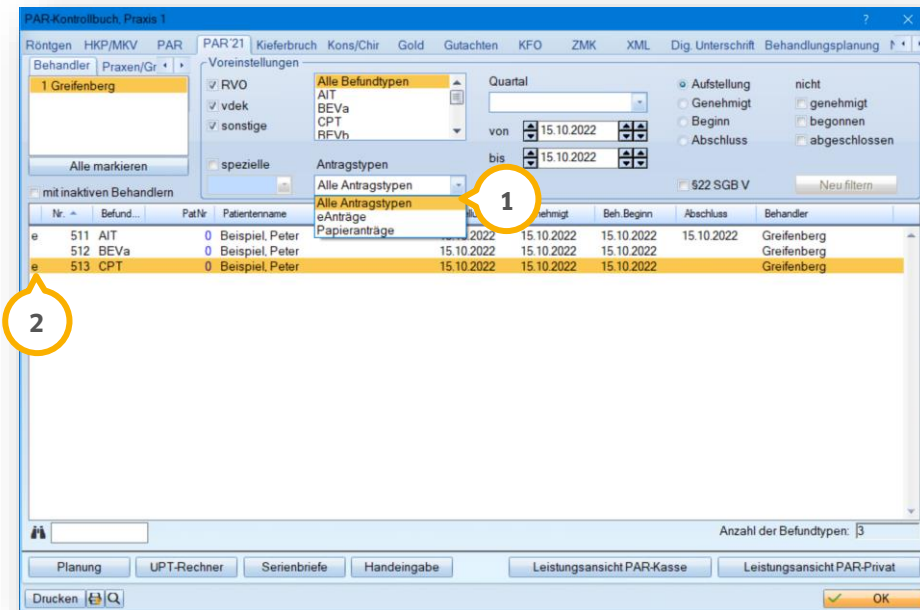 PAR-Kontrollbuch, Praxis 1
Röntgen HKP/MKV PAR PAR'21 Kieferbruch Kons/Chir Gold Gutachten KFO ZMK XML Dig. Unterschrift Behandlungsplanung
Behandler Praxen/Gr
1 Greifenberg
Alle markieren
mit inaktiven Behandlern
Voreinstellungen
RVO
vdek
sonstige
spezielle
Alle Befundtypen
AIT
BEVa
CPT
BEVb
Antragstypen
Alle Antragstypen
Alle Antragstypen
eAnträge
Papieranträge
Quartal
von 15.10.2022
bis 15.10.2022
Aufstellung
Genehmigt
Beginn
Abschluss
nicht
genehmigt
begonnen
abgeschlossen
§22 SGB V
Neu filtern
1
Nr. Befund... PatNr Patientenname Beh.Beginn Abschluss Behandler
e 511 AIT 0 Beispiel, Peter 15.10.2022 15.10.2022 15.10.2022 15.10.2022 Greifenberg
512 BEVa 0 Beispiel, Peter 15.10.2022 15.10.2022 15.10.2022 Greifenberg
e 513 CPT 0 Beispiel, Peter 15.10.2022 15.10.2022 15.10.2022 Greifenberg
2
Anzahl der Befundtypen: 3
Planung UPT-Rechner Serienbriefe Handeingabe Leistungsansicht PAR-Kasse Leistungsansicht PAR-Privat
Drucken OK